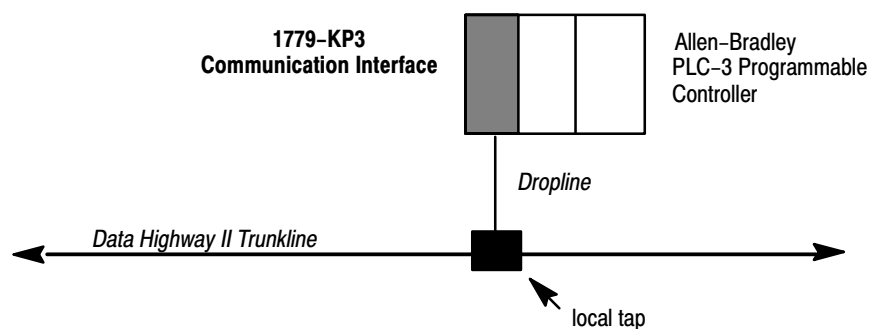 1779–KP3
Communication Interface
Allen–Bradley
PLC–3 Programmable
Controller
Dropline
Data Highway II Trunkline
local tap